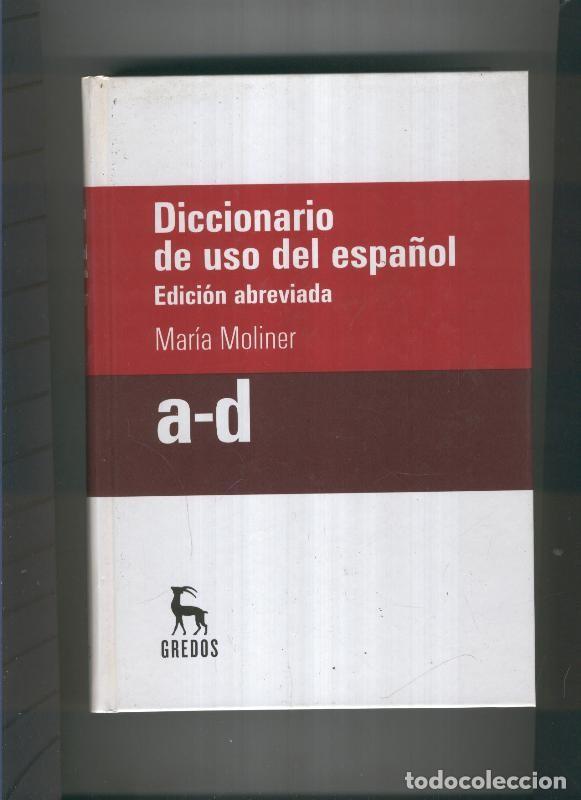 Diccionario
de uso del español
Edición abreviada
María Moliner
a-d
GREDOS
todocoleccion